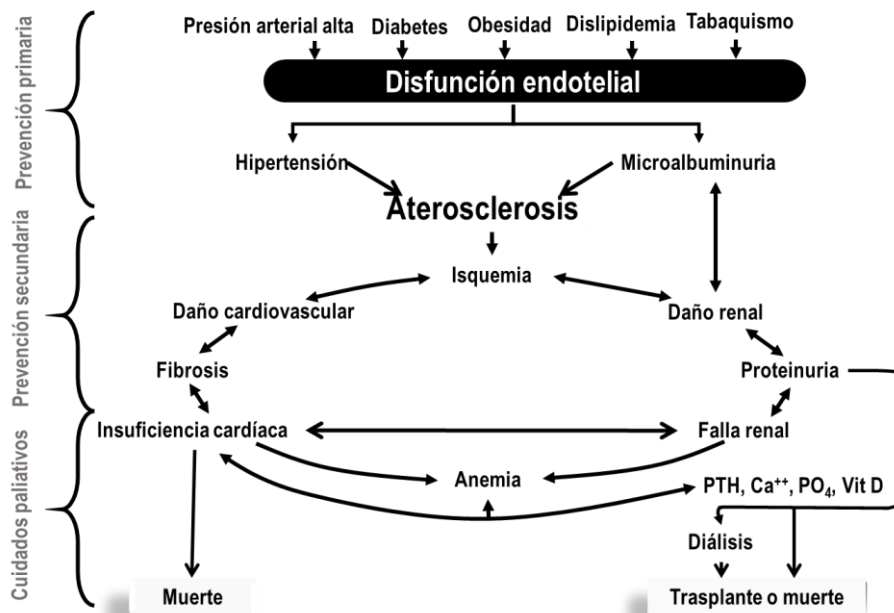 Prevención primaria
Prevención secundaria
Cuidados paliativos
Presión arterial alta
Diabetes
Obesidad
Dislipidemia
Tabaquismo
Disfunción endotelial
Hipertensión
Microalbuminuria
Aterosclerosis
Isquemia
Daño cardiovascular
Daño renal
Fibrosis
Proteinuria
Insuficiencia cardíaca
Falla renal
Anemia
PTH, Ca⁺⁺, PO₄, Vit D
Diálisis
Muerte
Trasplante o muerte